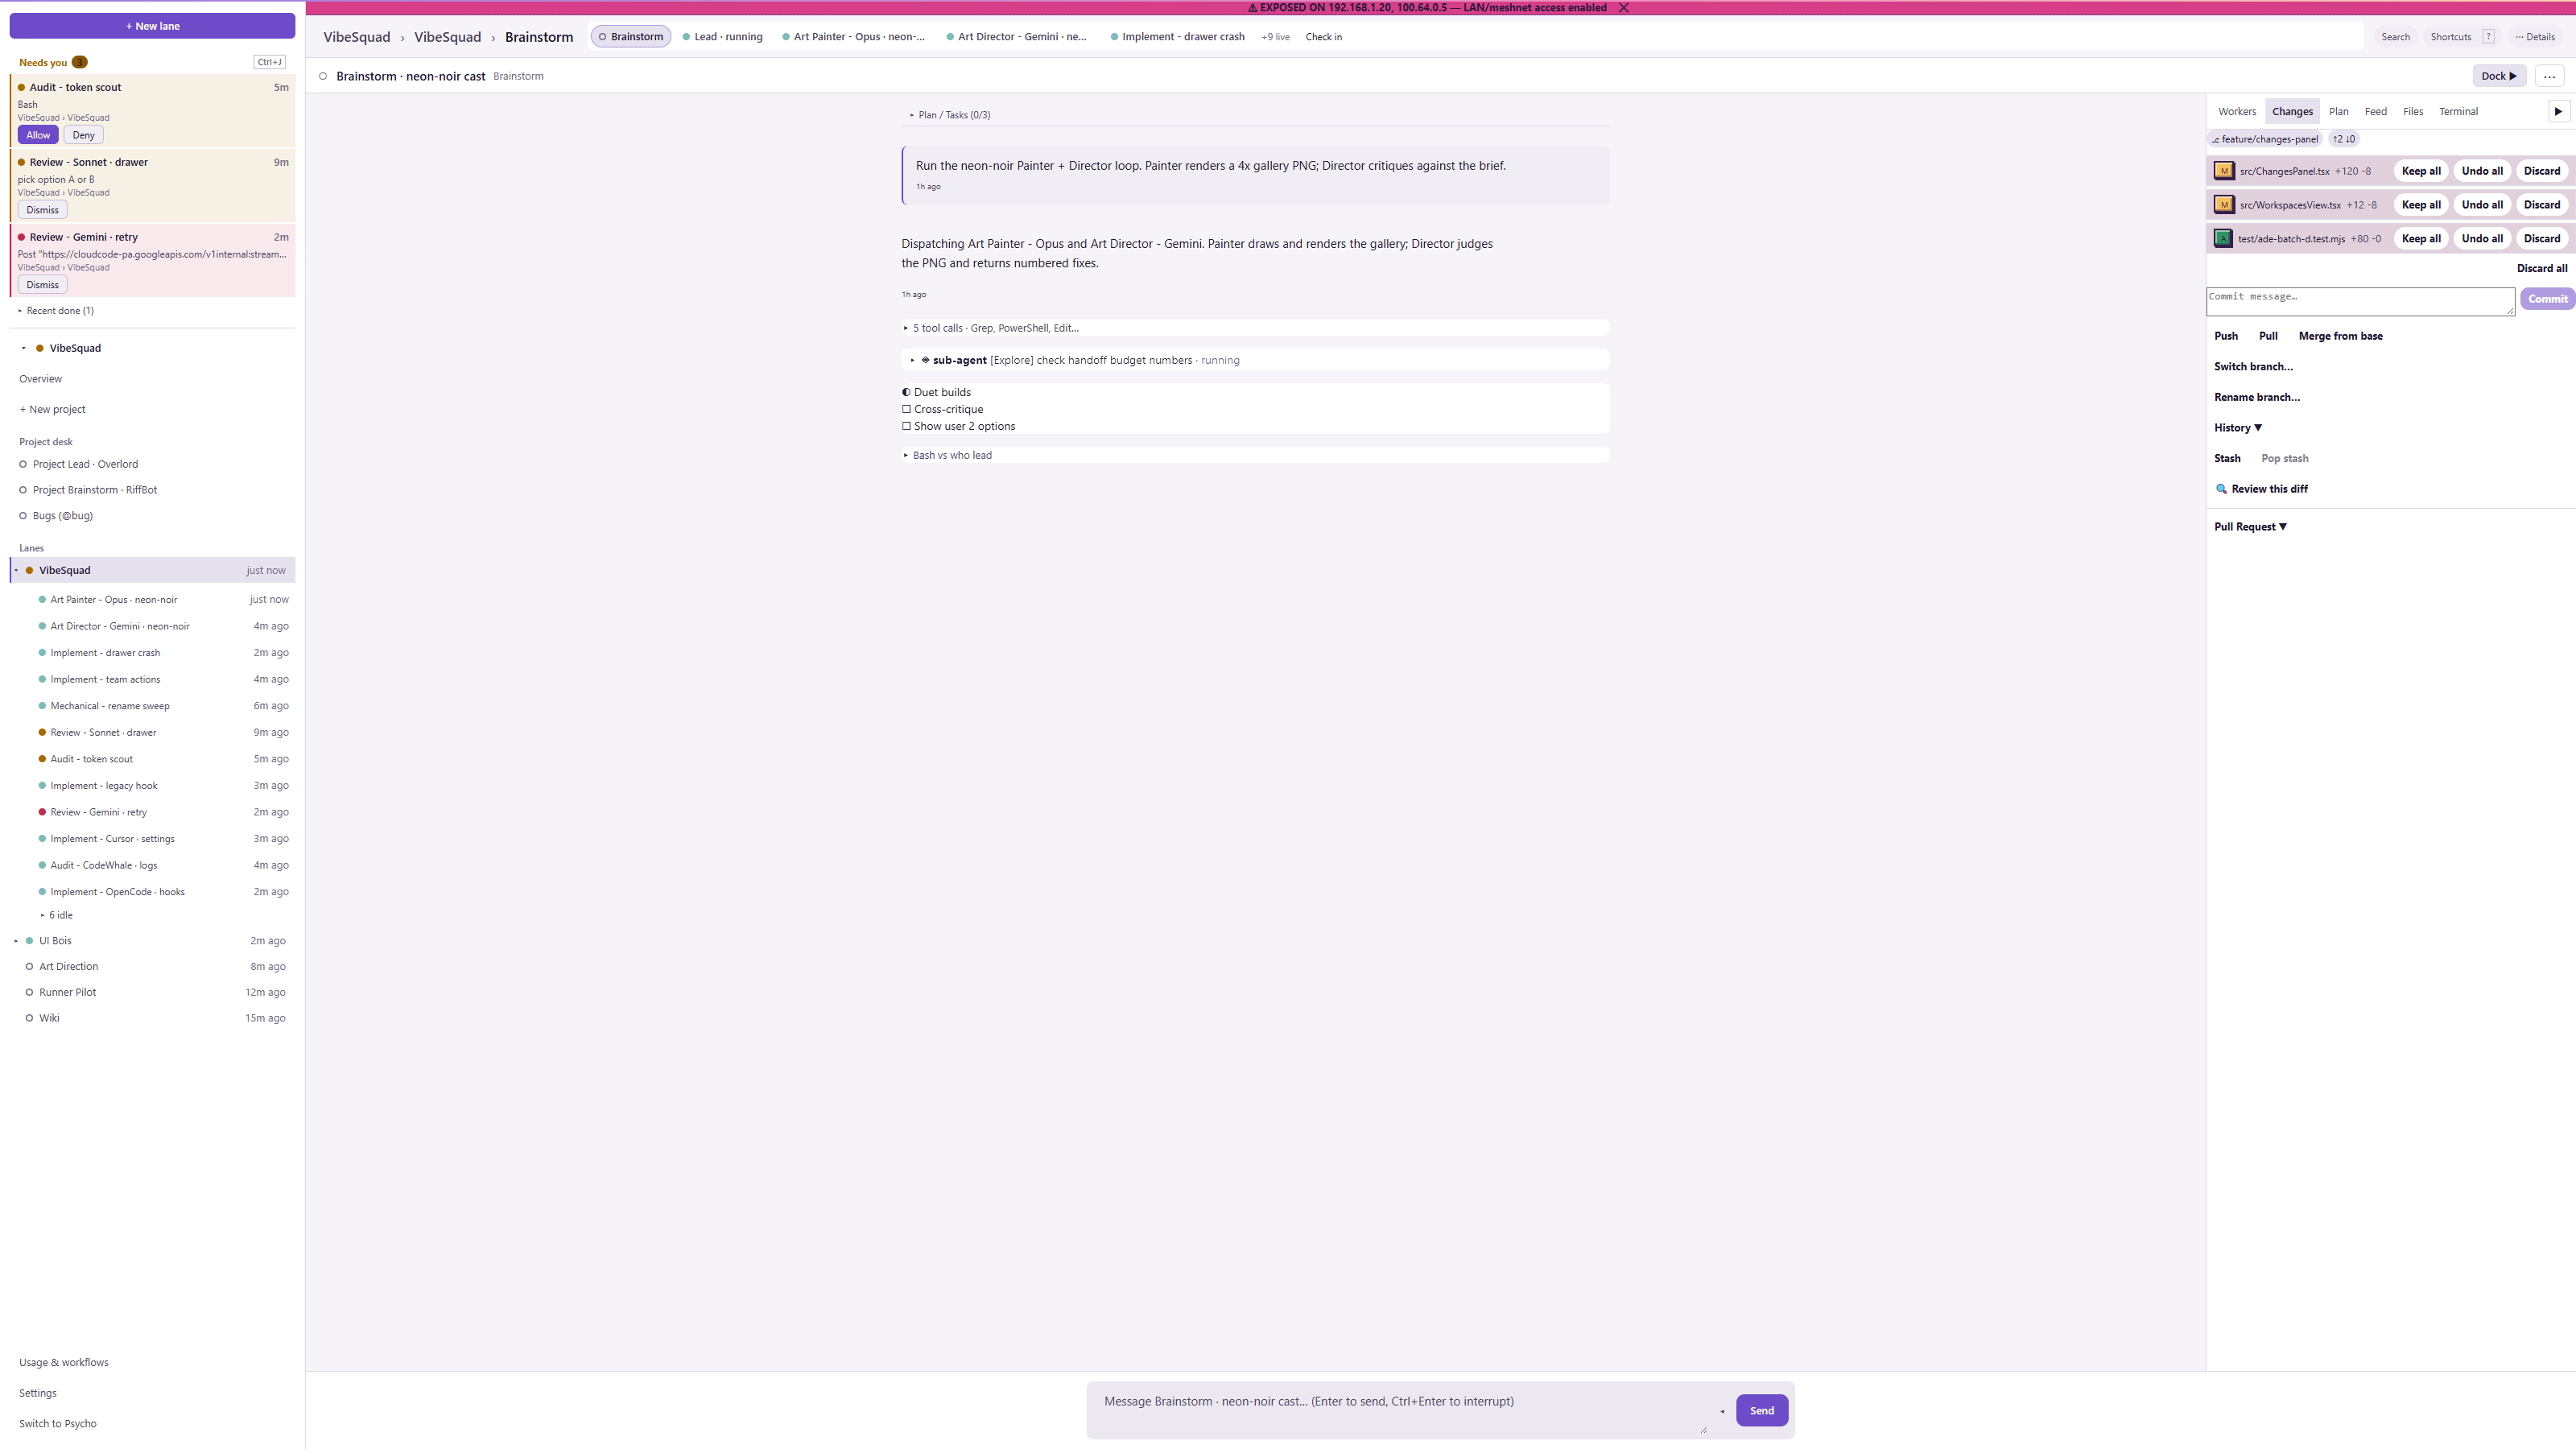 ⚠ EXPOSED ON 192.168.1.20, 100.64.0.5 — LAN/meshnet access enabled
+ New lane
Needs you 3 Ctrl+J
Audit - token scout 5m
Bash
VibeSquad › VibeSquad
Allow Deny
Review - Sonnet · drawer 9m
pick option A or B
VibeSquad › VibeSquad
Dismiss
Review - Gemini · retry 2m
Post "https://cloudcode-pa.googleapis.com/v1internal:stream...
VibeSquad › VibeSquad
Dismiss
Recent done (1)
VibeSquad
Overview
+ New project
Project desk
Project Lead · Overlord
Project Brainstorm · RiffBot
Bugs (@bug)
Lanes
VibeSquad just now
Art Painter - Opus · neon-noir just now
Art Director - Gemini · neon-noir 4m ago
Implement - drawer crash 2m ago
Implement - team actions 4m ago
Mechanical - rename sweep 6m ago
Review - Sonnet · drawer 9m ago
Audit - token scout 5m ago
Implement - legacy hook 3m ago
Review - Gemini · retry 2m ago
Implement - Cursor · settings 3m ago
Audit - CodeWhale · logs 4m ago
Implement - OpenCode · hooks 2m ago
6 idle
UI Bois 2m ago
Art Direction 8m ago
Runner Pilot 12m ago
Wiki 15m ago
Usage & workflows
Settings
Switch to Psycho
VibeSquad › VibeSquad › Brainstorm
Brainstorm Lead · running Art Painter - Opus · neon-... Art Director - Gemini · ne... Implement - drawer crash +9 live Check in
Search Shortcuts ? ··· Details
Brainstorm · neon-noir cast Brainstorm
Dock ▶ ...
Plan / Tasks (0/3)
Run the neon-noir Painter + Director loop. Painter renders a 4x gallery PNG; Director critiques against the brief.
1h ago
Dispatching Art Painter - Opus and Art Director - Gemini. Painter draws and renders the gallery; Director judges
the PNG and returns numbered fixes.
1h ago
5 tool calls · Grep, PowerShell, Edit...
sub-agent [Explore] check handoff budget numbers · running
◐ Duet builds
☐ Cross-critique
☐ Show user 2 options
Bash vs who lead
Message Brainstorm · neon-noir cast... (Enter to send, Ctrl+Enter to interrupt)
Send
Workers Changes Plan Feed Files Terminal
feature/changes-panel ↑2 ↓0
M src/ChangesPanel.tsx +120 -8 Keep all Undo all Discard
M src/WorkspacesView.tsx +12 -8 Keep all Undo all Discard
A test/ade-batch-d.test.mjs +80 -0 Keep all Undo all Discard
Discard all
Commit message… Commit
Push Pull Merge from base
Switch branch...
Rename branch...
History ▼
Stash Pop stash
🔍 Review this diff
Pull Request ▼